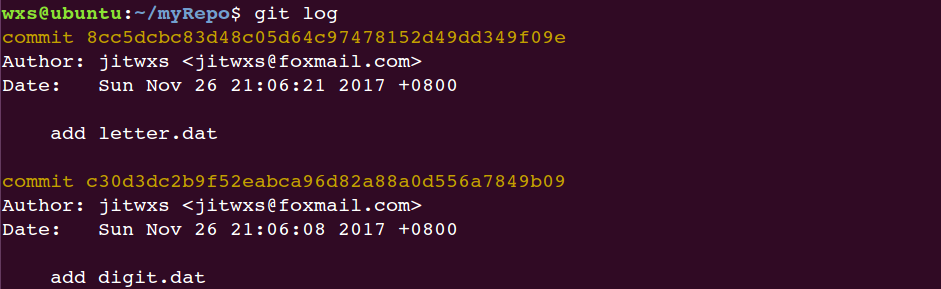 wxs@ubuntu:~/myRepo$ git log
commit 8cc5dcbc83d48c05d64c97478152d49dd349f09e
Author: jitwxs <jitwxs@foxmail.com>
Date:   Sun Nov 26 21:06:21 2017 +0800
    add letter.dat
commit c30d3dc2b9f52eabca96d82a88a0d556a7849b09
Author: jitwxs <jitwxs@foxmail.com>
Date:   Sun Nov 26 21:06:08 2017 +0800
    add digit.dat